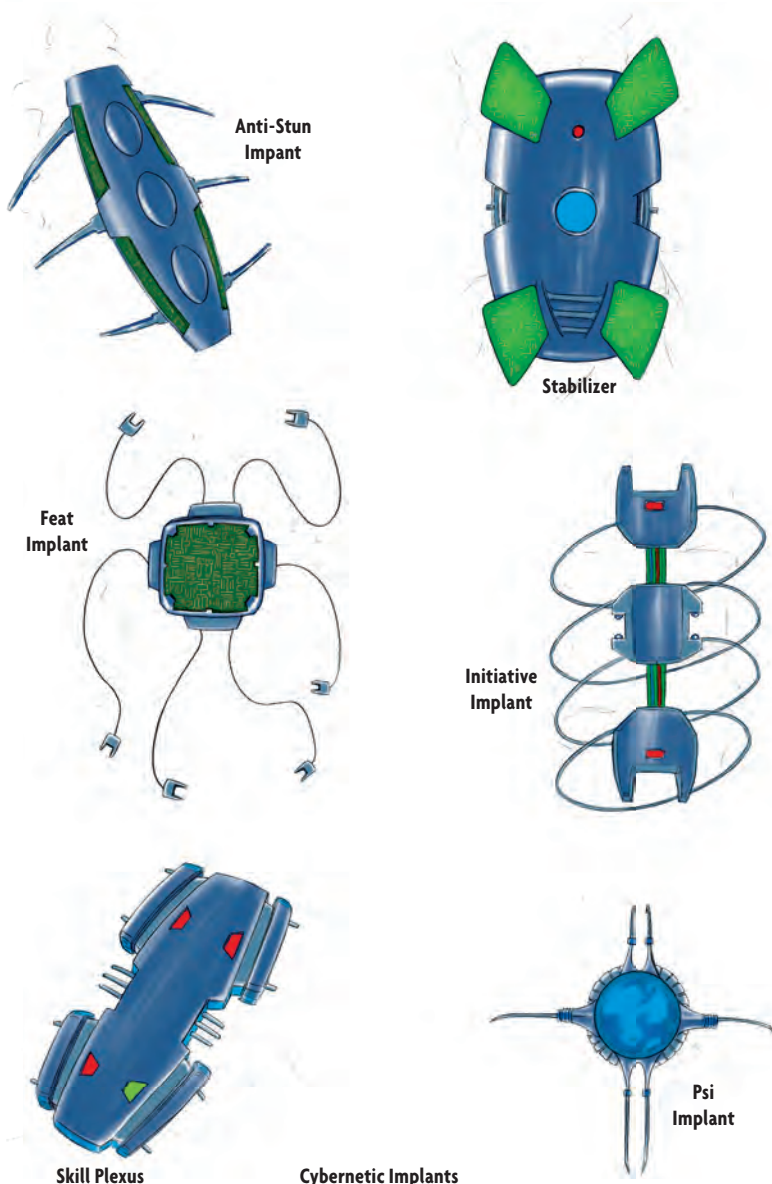 Anti-Stun
Impant
Stabilizer
Feat
Implant
Initiative
Implant
Psi
Implant
Skill Plexus
Cybernetic Implants